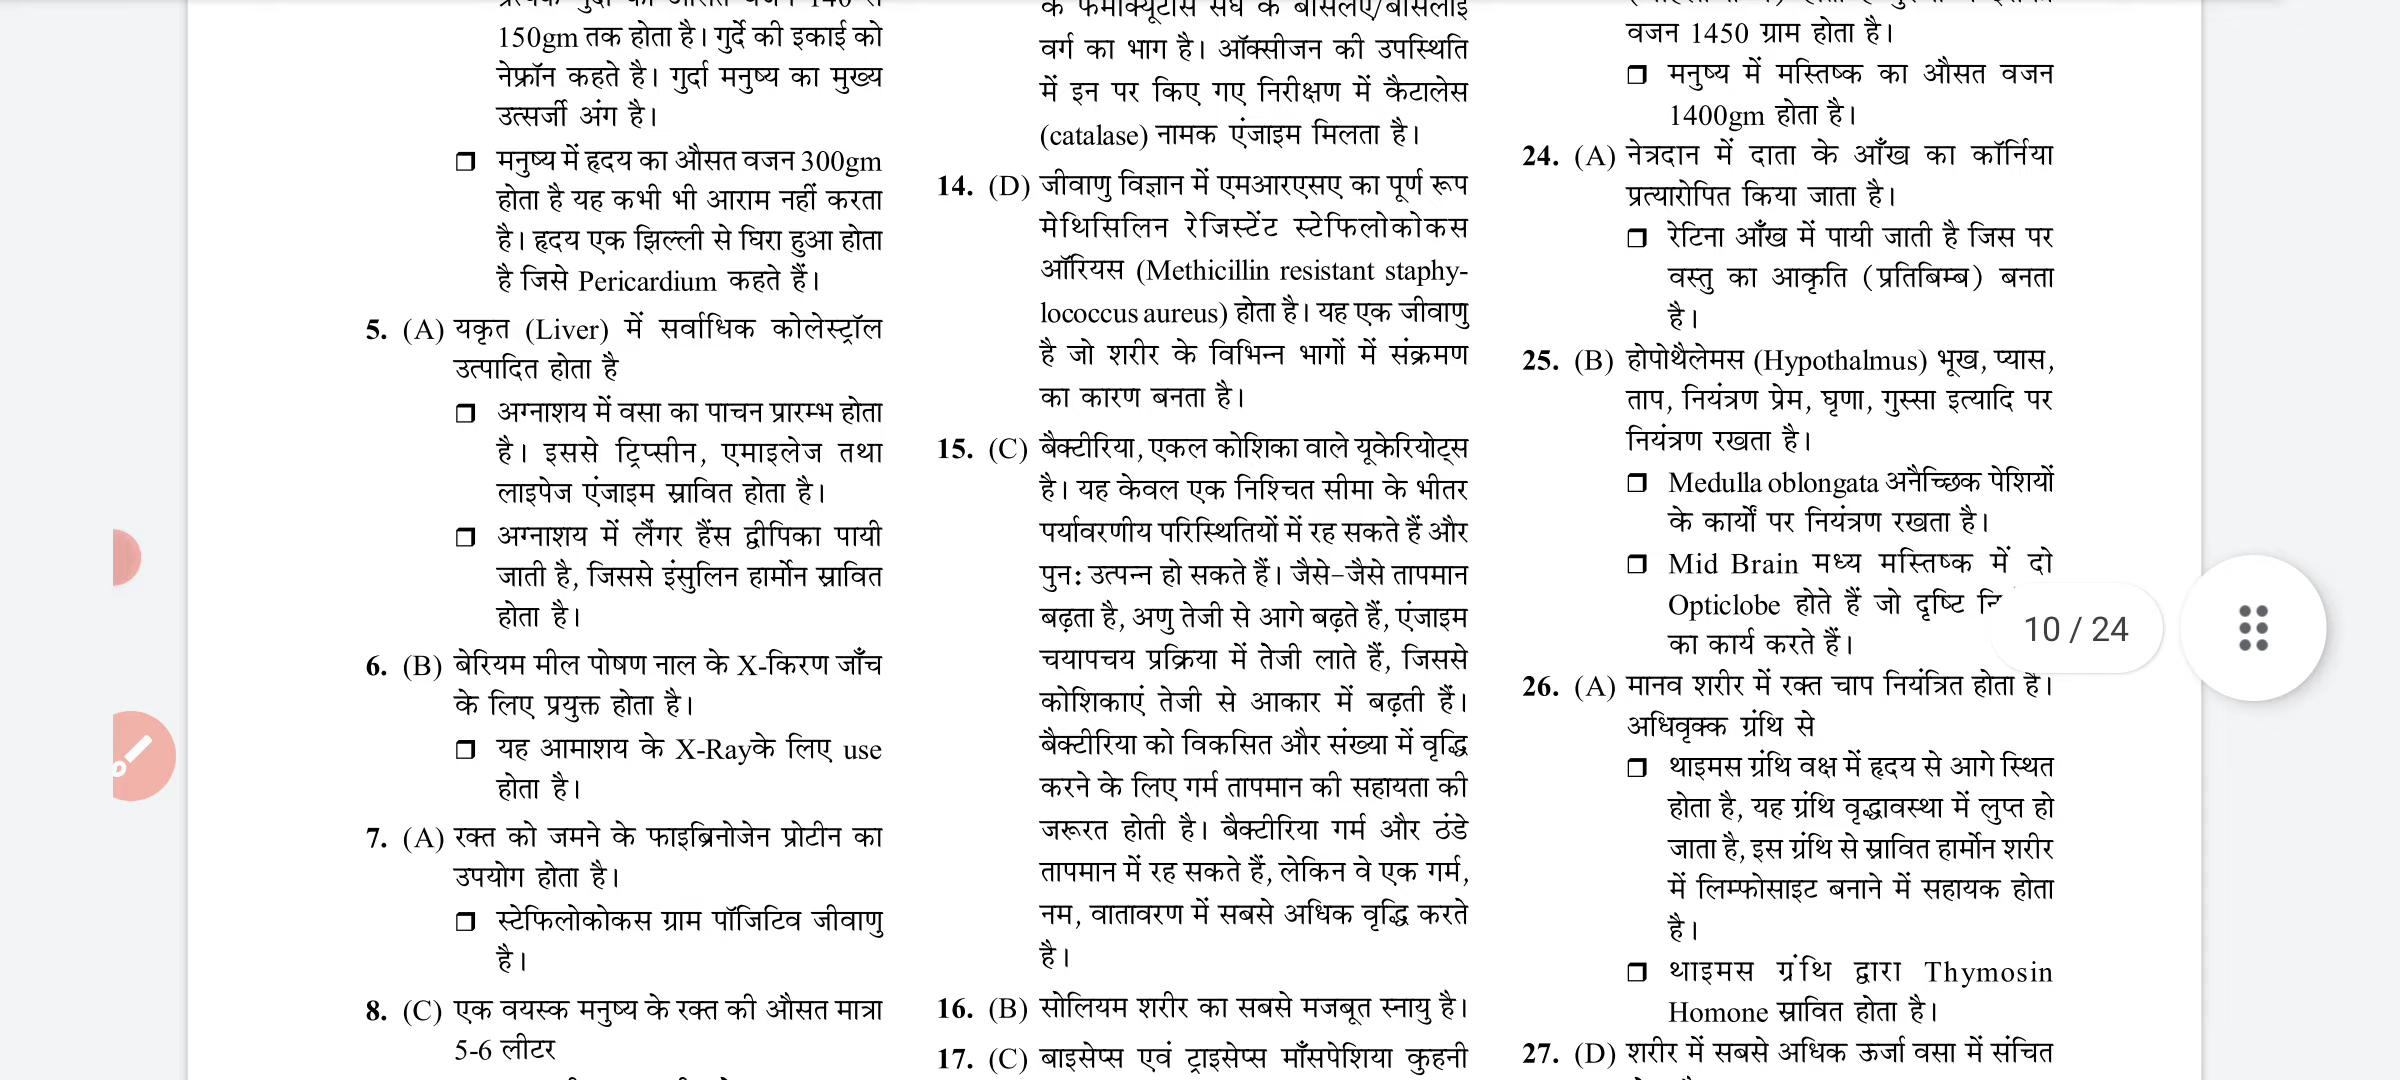 150gm तक होता है। गुर्दे की इकाई को
नेफ्रॉन कहते है। गुर्दा मनुष्य का मुख्य
उत्सर्जी अंग है।
❒ मनुष्य में हृदय का औसत वजन 300gm
होता है यह कभी भी आराम नहीं करता
है। हृदय एक झिल्ली से घिरा हुआ होता
है जिसे Pericardium कहते हैं।
5. (A) यकृत (Liver) में सर्वाधिक कोलेस्ट्रॉल
उत्पादित होता है
❒ अग्नाशय में वसा का पाचन प्रारम्भ होता
है। इससे ट्रिप्सीन, एमाइलेज तथा
लाइपेज एंजाइम स्रावित होता है।
❒ अग्नाशय में लैंगर हैंस द्वीपिका पायी
जाती है, जिससे इंसुलिन हार्मोन स्रावित
होता है।
6. (B) बेरियम मील पोषण नाल के X-किरण जाँच
के लिए प्रयुक्त होता है।
❒ यह आमाशय के X-Rayके लिए use
होता है।
7. (A) रक्त को जमने के फाइब्रिनोजेन प्रोटीन का
उपयोग होता है।
❒ स्टेफिलोकोकस ग्राम पॉजिटिव जीवाणु
है।
8. (C) एक वयस्क मनुष्य के रक्त की औसत मात्रा
5-6 लीटर
के फर्मीक्यूटीस संघ के बासिलए/बासिलाई
वर्ग का भाग है। ऑक्सीजन की उपस्थिति
में इन पर किए गए निरीक्षण में कैटालेस
(catalase) नामक एंजाइम मिलता है।
14. (D) जीवाणु विज्ञान में एमआरएसए का पूर्ण रूप
मेथिसिलिन रेजिस्टेंट स्टेफिलोकोकस
ऑरियस (Methicillin resistant staphy-
lococcus aureus) होता है। यह एक जीवाणु
है जो शरीर के विभिन्न भागों में संक्रमण
का कारण बनता है।
15. (C) बैक्टीरिया, एकल कोशिका वाले यूकेरियोट्स
है। यह केवल एक निश्चित सीमा के भीतर
पर्यावरणीय परिस्थितियों में रह सकते हैं और
पुनः उत्पन्न हो सकते हैं। जैसे-जैसे तापमान
बढ़ता है, अणु तेजी से आगे बढ़ते हैं, एंजाइम
चयापचय प्रक्रिया में तेजी लाते हैं, जिससे
कोशिकाएं तेजी से आकार में बढ़ती हैं।
बैक्टीरिया को विकसित और संख्या में वृद्धि
करने के लिए गर्म तापमान की सहायता की
जरूरत होती है। बैक्टीरिया गर्म और ठंडे
तापमान में रह सकते हैं, लेकिन वे एक गर्म,
नम, वातावरण में सबसे अधिक वृद्धि करते
है।
16. (B) सोलियम शरीर का सबसे मजबूत स्नायु है।
17. (C) बाइसेप्स एवं ट्राइसेप्स माँसपेशिया कुहनी
वजन 1450 ग्राम होता है।
❒ मनुष्य में मस्तिष्क का औसत वजन
1400gm होता है।
24. (A) नेत्रदान में दाता के आँख का कॉर्निया
प्रत्यारोपित किया जाता है।
❒ रेटिना आँख में पायी जाती है जिस पर
वस्तु का आकृति (प्रतिबिम्ब) बनता
है।
25. (B) होपोथैलेमस (Hypothalmus) भूख, प्यास,
ताप, नियंत्रण प्रेम, घृणा, गुस्सा इत्यादि पर
नियंत्रण रखता है।
❒ Medulla oblongata अनैच्छिक पेशियों
के कार्यों पर नियंत्रण रखता है।
❒ Mid Brain मध्य मस्तिष्क में दो
Opticlobe होते हैं जो दृष्टि
का कार्य करते हैं।
10 / 24
26. (A) मानव शरीर में रक्त चाप नियंत्रित होता है।
अधिवृक्क ग्रंथि से
❒ थाइमस ग्रंथि वक्ष में हृदय से आगे स्थित
होता है, यह ग्रंथि वृद्धावस्था में लुप्त हो
जाता है, इस ग्रंथि से स्रावित हार्मोन शरीर
में लिम्फोसाइट बनाने में सहायक होता
है।
❒ थाइमस ग्रंथि द्वारा Thymosin
Homone स्रावित होता है।
27. (D) शरीर में सबसे अधिक ऊर्जा वसा में संचित